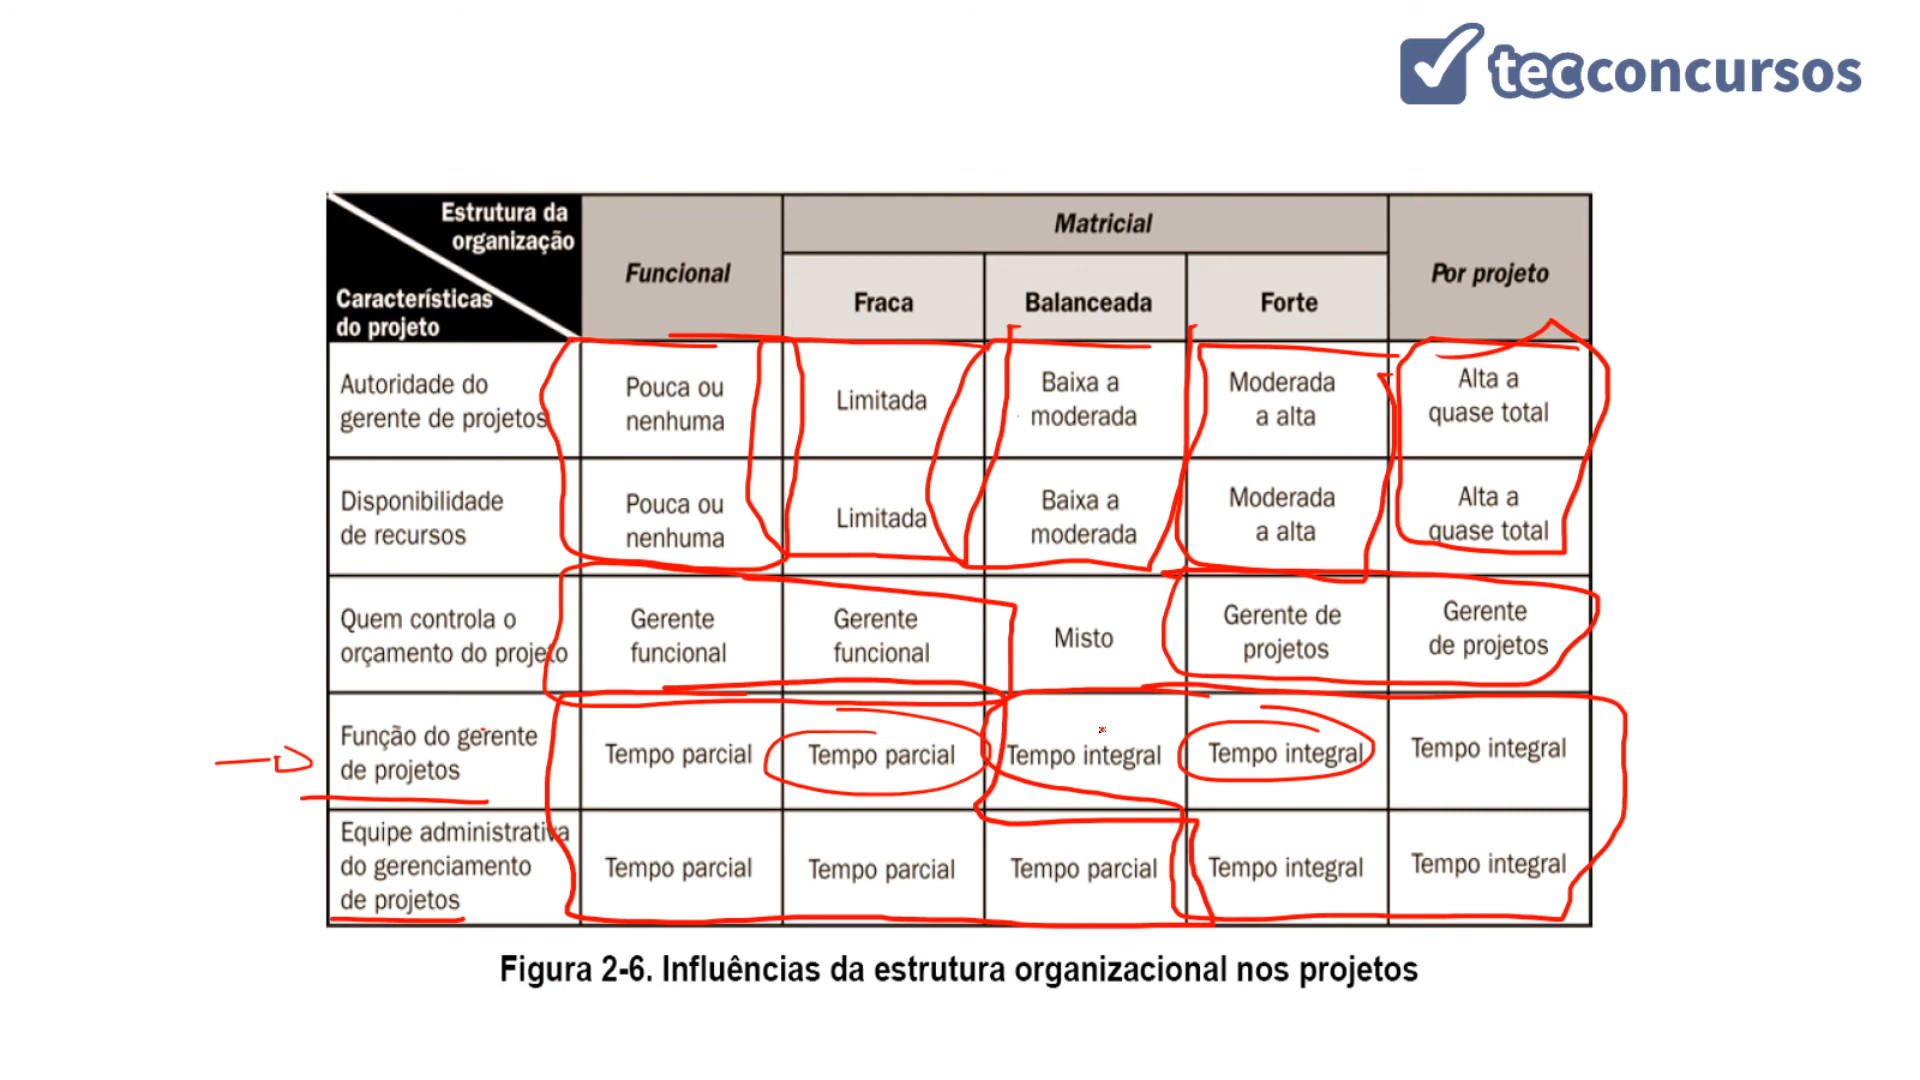 tecconcursos
Estrutura da
organização
Características
do projeto
Funcional
Matricial
Por projeto
Fraca
Balanceada
Forte
Autoridade do
gerente de projetos
Pouca ou
nenhuma
Limitada
Baixa a
moderada
Moderada
a alta
Alta a
quase total
Disponibilidade
de recursos
Pouca ou
nenhuma
Limitada
Baixa a
moderada
Moderada
a alta
Alta a
quase total
Quem controla o
orçamento do projeto
Gerente
funcional
Gerente
funcional
Misto
Gerente de
projetos
Gerente
de projetos
Função do gerente
de projetos
Tempo parcial
Tempo parcial
Tempo integral
Tempo integral
Tempo integral
Equipe administrativa
do gerenciamento
de projetos
Tempo parcial
Tempo parcial
Tempo parcial
Tempo integral
Tempo integral
Figura 2-6. Influências da estrutura organizacional nos projetos